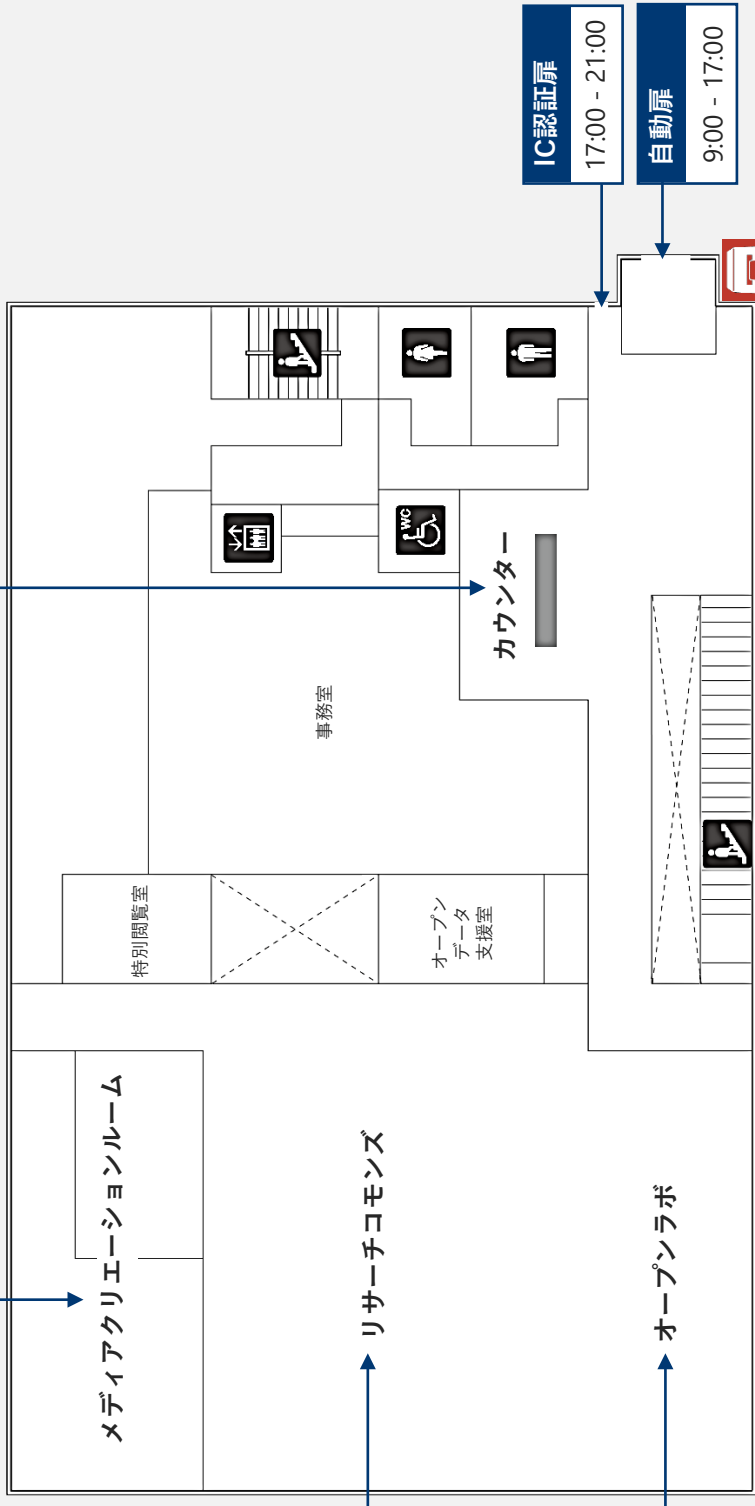 メディアクリエーションルーム
リサーチコモンズ
オープンラボ
特別閲覧室
オープン
データ
支援室
事務室
カウンター
WC
IC認証扉
17:00 - 21:00
自動扉
9:00 - 17:00